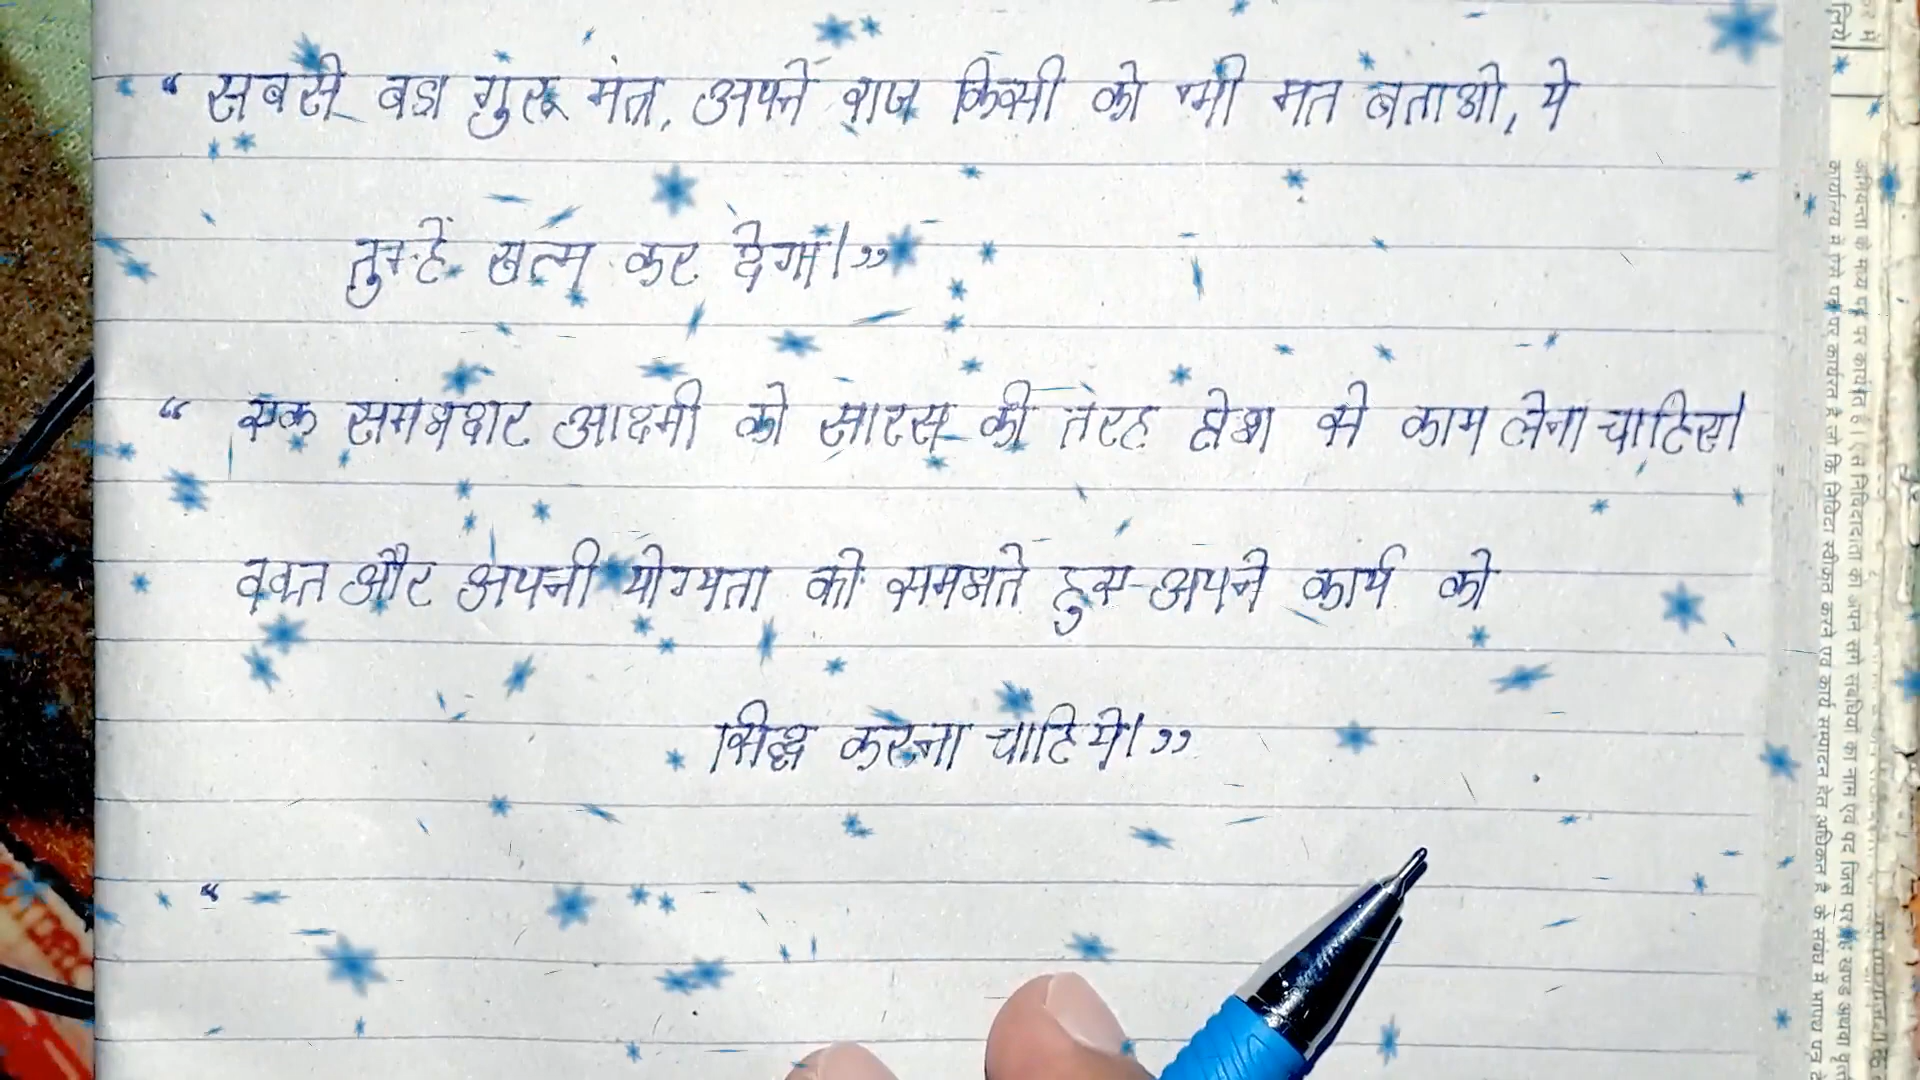 “ सबसे बडा गुरू मंत्र, अपनें राज किसी को भी मत बताओ, ये
तुम्हें खत्म कर देगा।”
“ एक समझदार आदमी को सारस की तरह होश से काम लेना चाहिए।
वक्त और अपनी योग्यता को समझते हुए अपने कार्य को
सिद्ध करना चाहिये।”
“